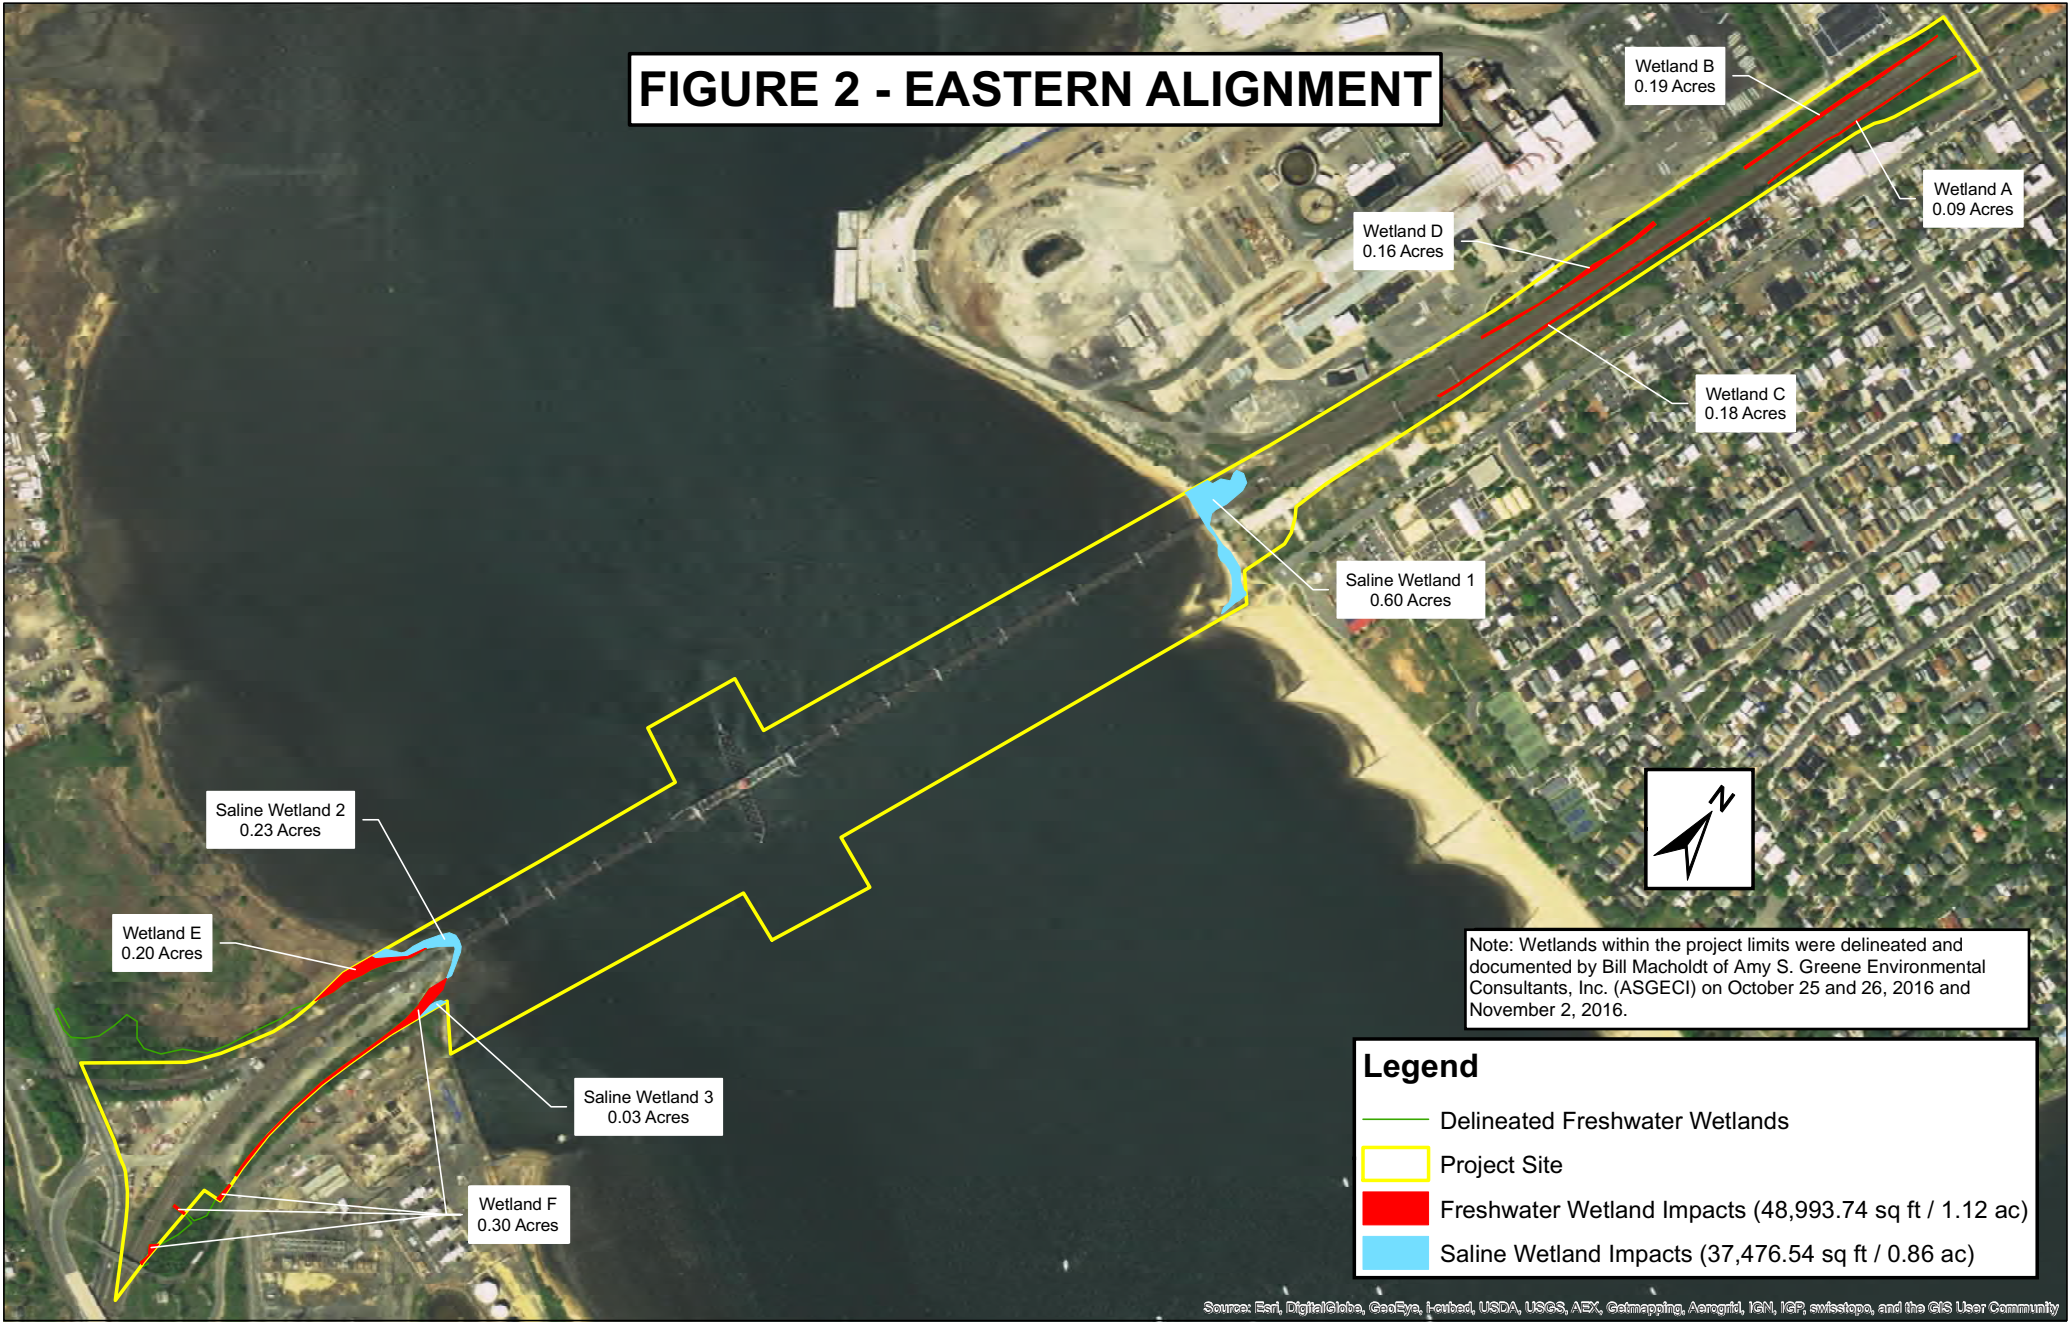 FIGURE 2 - EASTERN ALIGNMENT
Wetland B
0.19 Acres
Wetland A
0.09 Acres
Wetland D
0.16 Acres
Wetland C
0.18 Acres
Saline Wetland 1
0.60 Acres
Saline Wetland 2
0.23 Acres
Wetland E
0.20 Acres
Saline Wetland 3
0.03 Acres
Wetland F
0.30 Acres
N
Note: Wetlands within the project limits were delineated and
documented by Bill Macholdt of Amy S. Greene Environmental
Consultants, Inc. (ASGECI) on October 25 and 26, 2016 and
November 2, 2016.
Legend
Delineated Freshwater Wetlands
Project Site
Freshwater Wetland Impacts (48,993.74 sq ft / 1.12 ac)
Saline Wetland Impacts (37,476.54 sq ft / 0.86 ac)
Source: Esri, DigitalGlobe, GeoEye, i-cubed, USDA, USGS, AEX, Getmapping, Aerogrid, IGN, IGP, swisstopo, and the GIS User Community